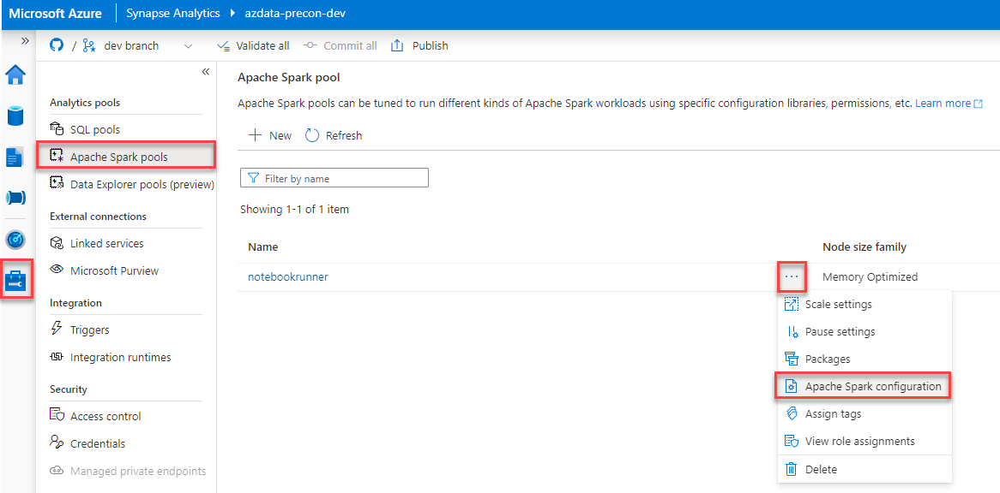 Microsoft Azure Synapse Analytics azdata-precon-dev
/ dev branch Validate all Commit all Publish
Analytics pools
SQL pools
Apache Spark pools
Data Explorer pools (preview)
External connections
Linked services
Microsoft Purview
Integration
Triggers
Integration runtimes
Security
Access control
Credentials
Managed private endpoints
Apache Spark pool
Apache Spark pools can be tuned to run different kinds of Apache Spark workloads using specific configuration libraries, permissions, etc. Learn more
New Refresh
Filter by name
Showing 1-1 of 1 item
Name Node size family
notebookrunner ... Memory Optimized
Scale settings
Pause settings
Packages
Apache Spark configuration
Assign tags
View role assignments
Delete